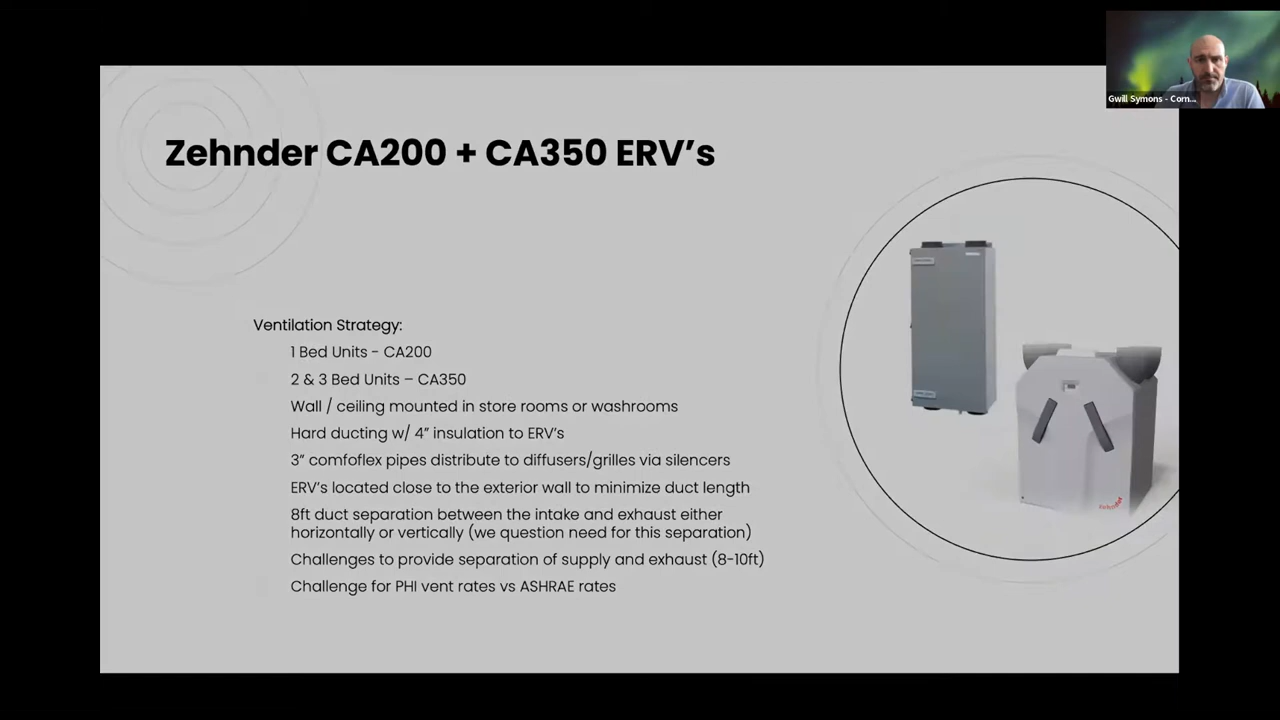 Gwill Symons - Corn...
Zehnder CA200 + CA350 ERV's
Ventilation Strategy:
1 Bed Units - CA200
2 & 3 Bed Units – CA350
Wall / ceiling mounted in store rooms or washrooms
Hard ducting w/ 4” insulation to ERV’s
3” comfoflex pipes distribute to diffusers/grilles via silencers
ERV’s located close to the exterior wall to minimize duct length
8ft duct separation between the intake and exhaust either
horizontally or vertically (we question need for this separation)
Challenges to provide separation of supply and exhaust (8-10ft)
Challenge for PHI vent rates vs ASHRAE rates